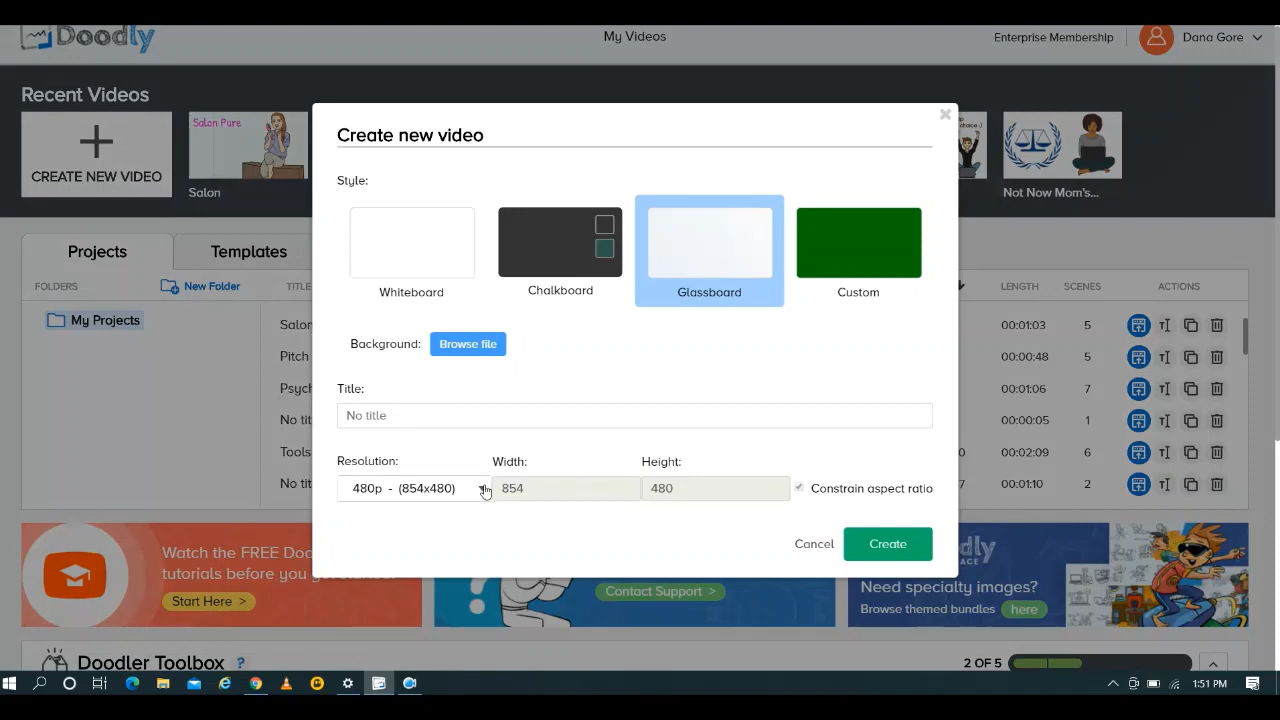 Doodly
My Videos
Enterprise Membership
Dana Gore
Recent Videos
CREATE NEW VIDEO
Salon Pure
Salon
choice ;)
Not Now Mom's...
Create new video
Style:
Whiteboard
Chalkboard
Glassboard
Custom
Background:
Browse file
Title:
No title
Resolution:
Width:
Height:
480p - (854x480)
854
480
Constrain aspect ratio
Cancel
Create
Projects
Templates
FOLDERS
New Folder
My Projects
LENGTH
SCENES
ACTIONS
Salon
00:01:03
5
Pitch
00:00:48
5
Psych
00:01:06
7
No tit
00:00:05
1
Tools
00:02:09
6
No tit
00:01:10
2
Watch the FREE Doo
tutorials before you
Start Here >
Contact Support >
Need specialty images?
Browse themed bundles here
Doodler Toolbox ?
2 OF 5
1:51 PM